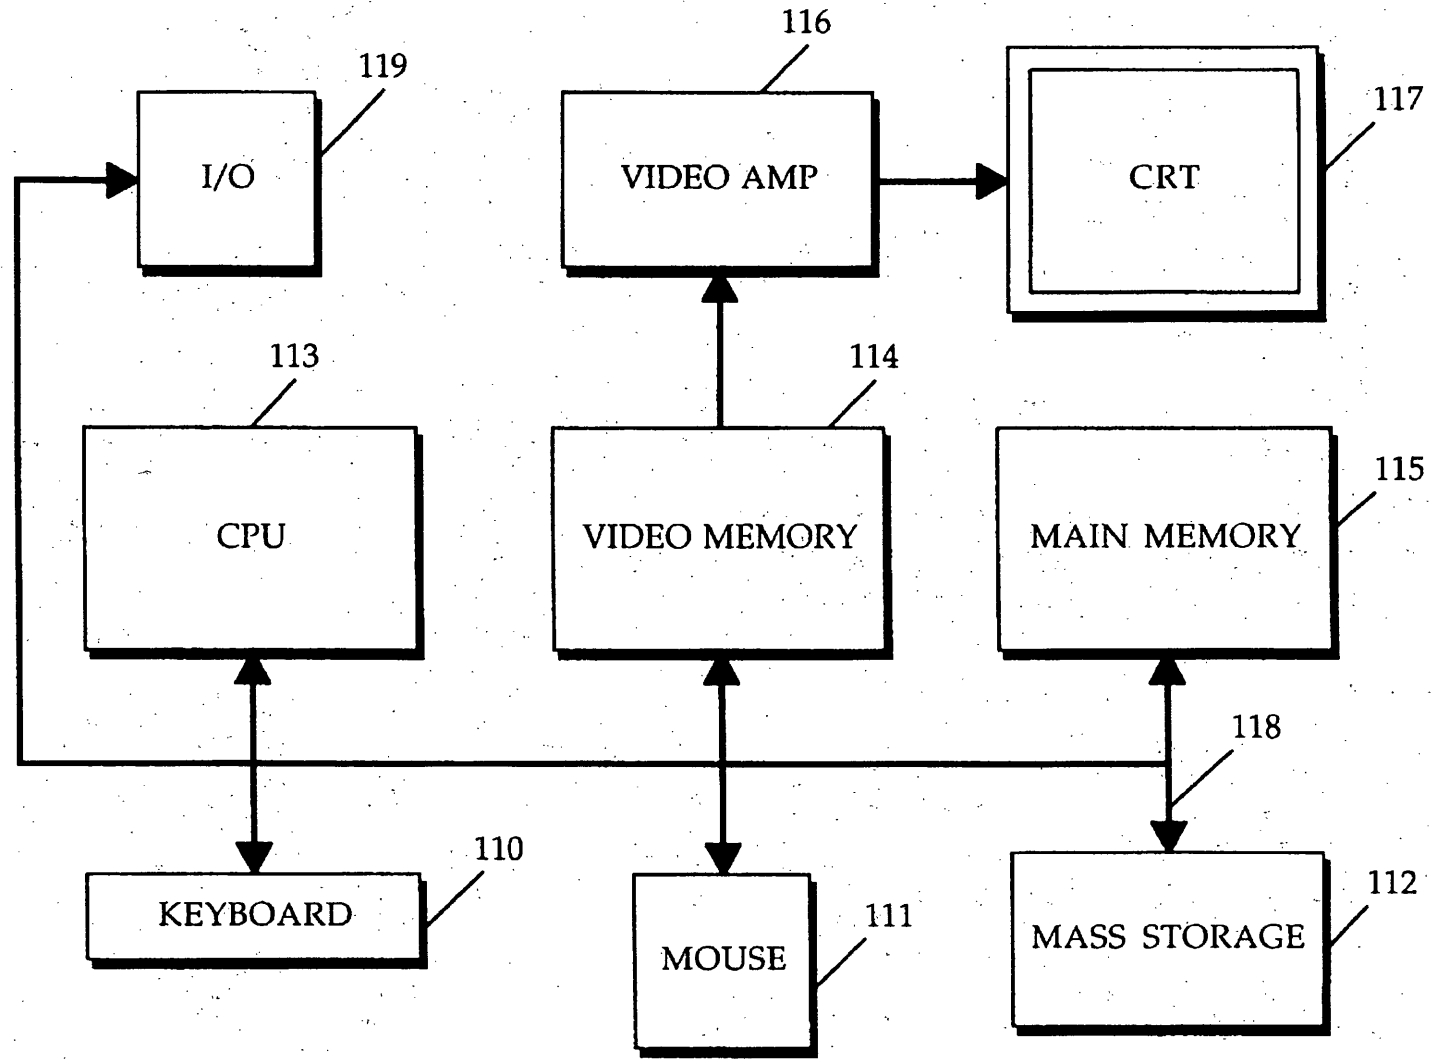 116
119
117
I/O
VIDEO AMP
CRT
113
114
115
CPU
VIDEO MEMORY
MAIN MEMORY
118
110
112
KEYBOARD
111
MOUSE
MASS STORAGE